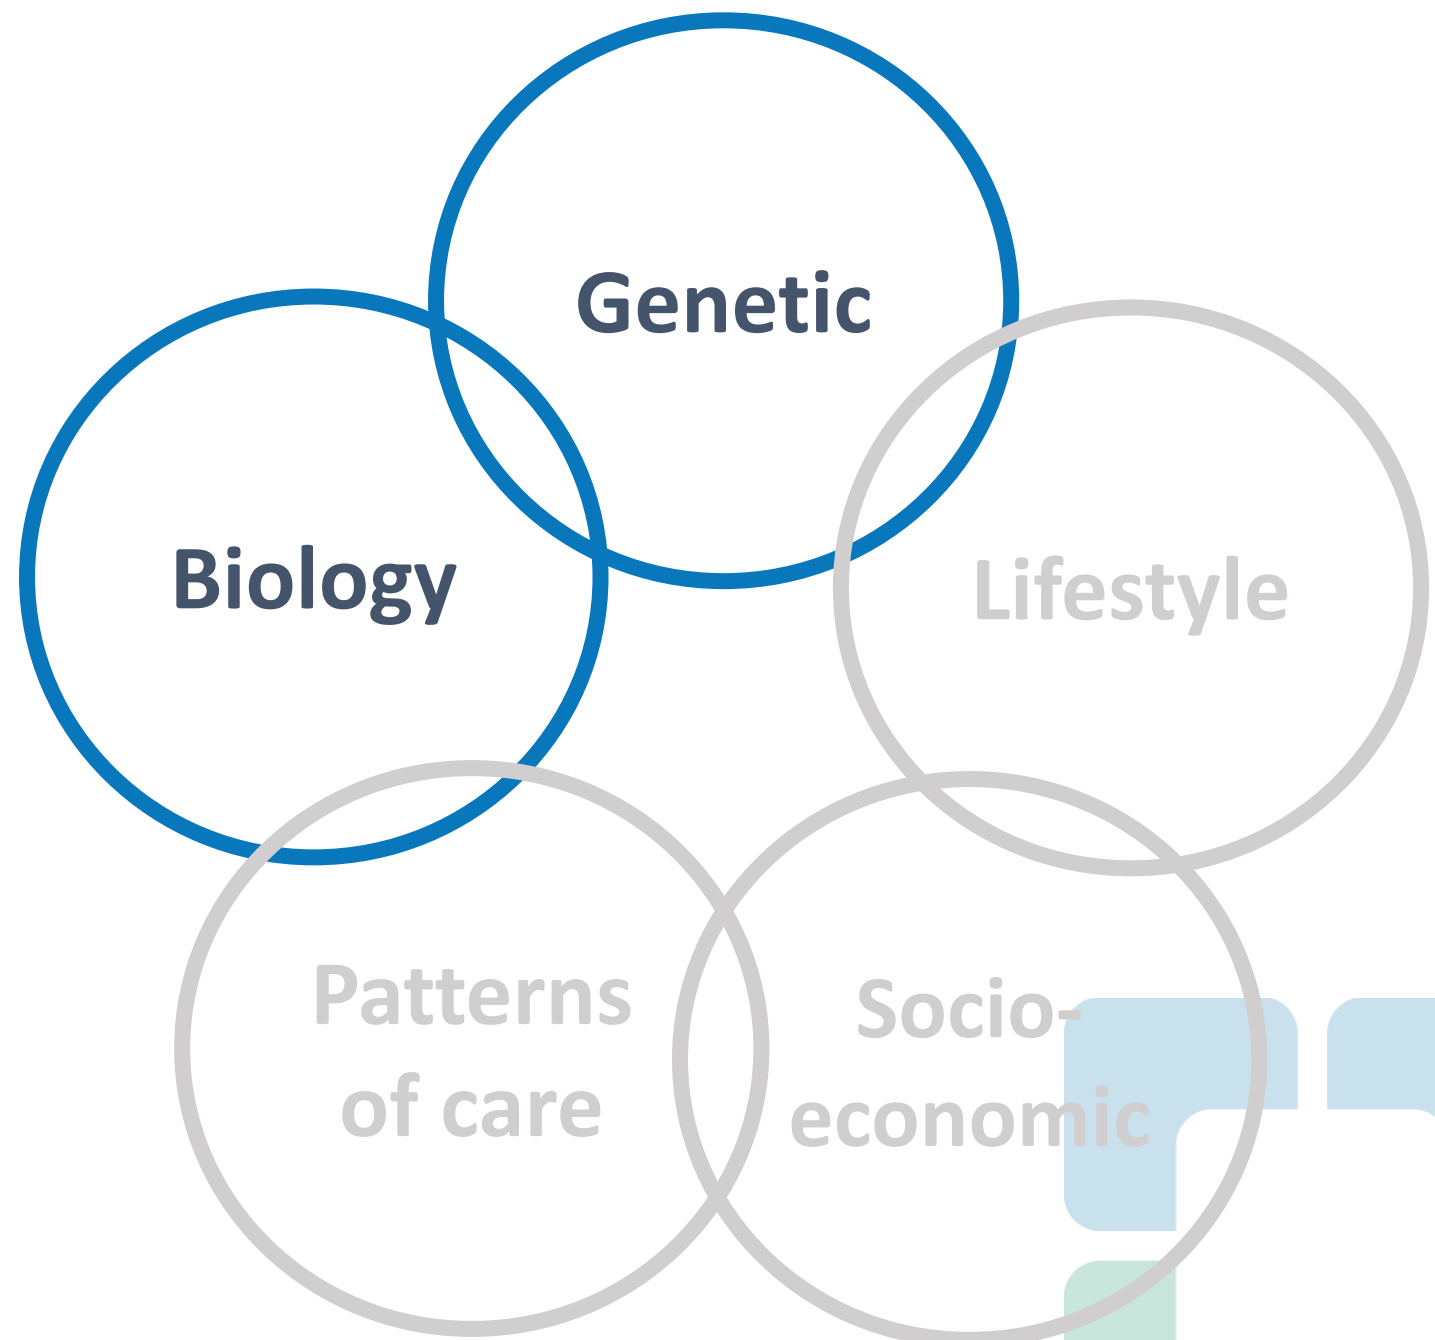 Genetic
Biology
Lifestyle
Patterns
of care
Socio-
economic